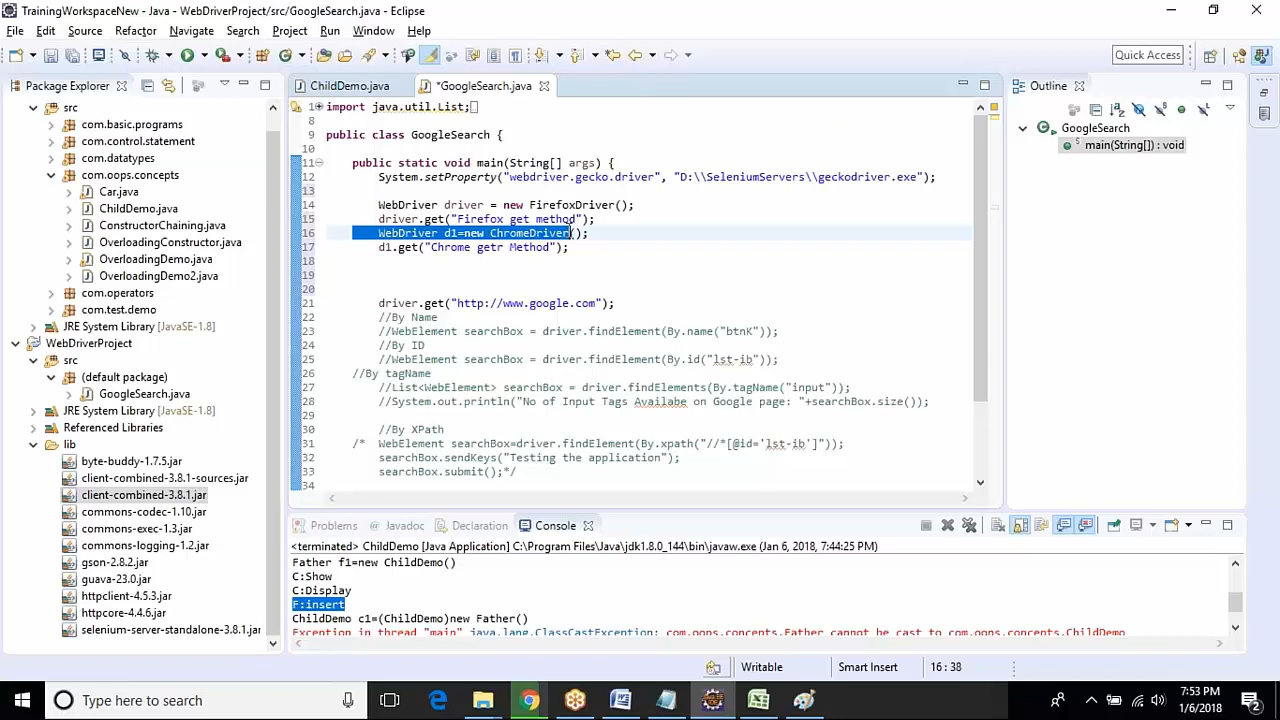 TrainingWorkspaceNew - Java - WebDriverProject/src/GoogleSearch.java - Eclipse
File Edit Source Refactor Navigate Search Project Run Window Help
Quick Access
Package Explorer
src
com.basic.programs
com.control.statement
com.datatypes
com.oops.concepts
Car.java
ChildDemo.java
ConstructorChaining.java
OverloadingConstructor.java
OverloadingDemo.java
OverloadingDemo2.java
com.operators
com.test.demo
JRE System Library [JavaSE-1.8]
WebDriverProject
src
(default package)
GoogleSearch.java
JRE System Library [JavaSE-1.8]
Referenced Libraries
lib
byte-buddy-1.7.5.jar
client-combined-3.8.1-sources.jar
client-combined-3.8.1.jar
commons-codec-1.10.jar
commons-exec-1.3.jar
commons-logging-1.2.jar
gson-2.8.2.jar
guava-23.0.jar
httpclient-4.5.3.jar
httpcore-4.4.6.jar
selenium-server-standalone-3.8.1.jar
ChildDemo.java *GoogleSearch.java
1 import java.util.List;
8
9 public class GoogleSearch {
10
11 public static void main(String[] args) {
12 System.setProperty("webdriver.gecko.driver", "D:\\SeleniumServers\\geckodriver.exe");
13
14 WebDriver driver = new FirefoxDriver();
15 driver.get("Firefox get method");
16 WebDriver d1=new ChromeDriver();
17 d1.get("Chrome getr Method");
18
19
20
21 driver.get("http://www.google.com");
22 //By Name
23 //WebElement searchBox = driver.findElement(By.name("btnK"));
24 //By ID
25 //WebElement searchBox = driver.findElement(By.id("lst-ib"));
26 //By tagName
27 //List<WebElement> searchBox = driver.findElements(By.tagName("input"));
28 //System.out.println("No of Input Tags Availabe on Google page: "+searchBox.size());
29
30 //By XPath
31 /* WebElement searchBox=driver.findElement(By.xpath("//*[@id='lst-ib']"));
32 searchBox.sendKeys("Testing the application");
33 searchBox.submit();*/
34
Outline
GoogleSearch
main(String[]) : void
Problems Javadoc Declaration Console
<terminated> ChildDemo [Java Application] C:\Program Files\Java\jdk1.8.0_144\bin\javaw.exe (Jan 6, 2018, 7:44:25 PM)
Father f1=new ChildDemo()
C:Show
C:Display
F:insert
ChildDemo c1=(ChildDemo)new Father()
Exception in thread "main" java.lang.ClassCastException: com.oops.concepts.Father cannot be cast to com.oops.concepts.ChildDemo
Writable Smart Insert 16 : 38
Type here to search
7:53 PM
1/6/2018
2